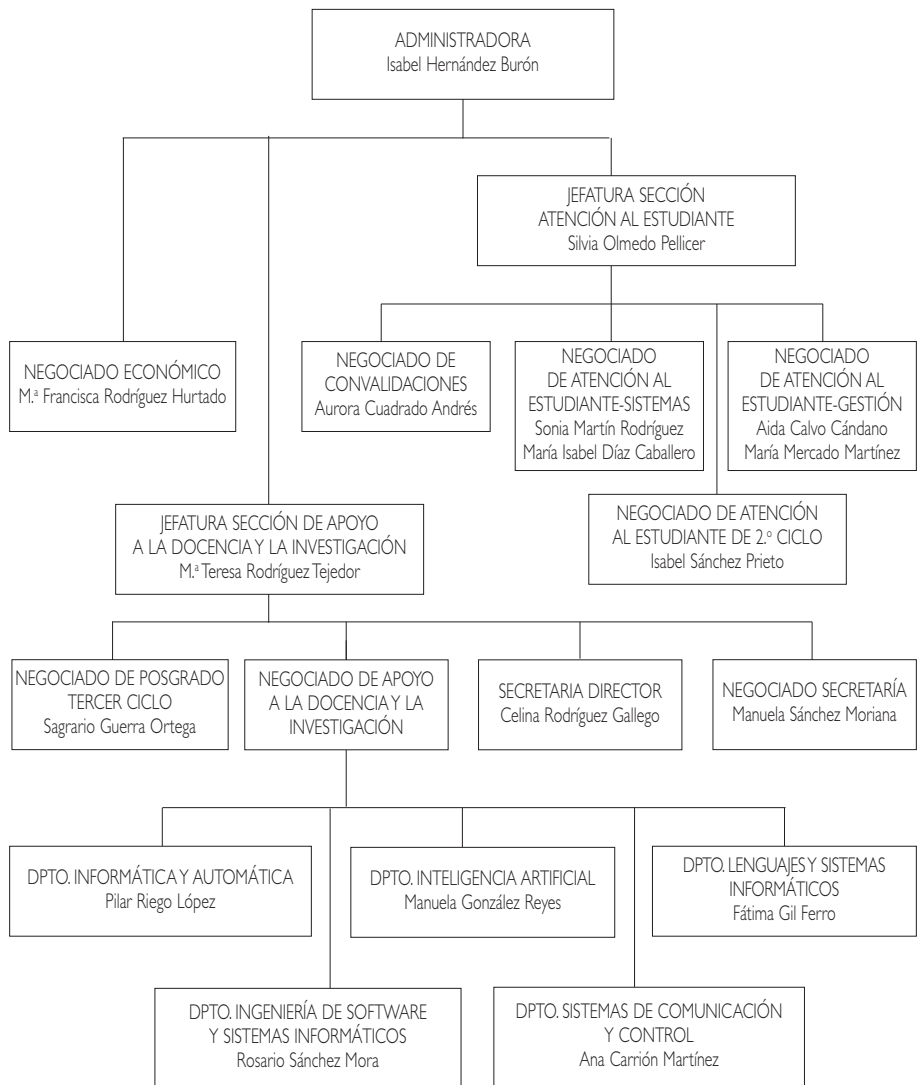 ADMINISTRADORA
Isabel Hernández Burón
JEFATURA SECCIÓN
ATENCIÓN AL ESTUDIANTE
Silvia Olmedo Pellicer
NEGOCIADO ECONÓMICO
M.ª Francisca Rodríguez Hurtado
NEGOCIADO DE
CONVALIDACIONES
Aurora Cuadrado Andrés
NEGOCIADO
DE ATENCIÓN AL
ESTUDIANTE-SISTEMAS
Sonia Martín Rodríguez
María Isabel Díaz Caballero
NEGOCIADO
DE ATENCIÓN AL
ESTUDIANTE-GESTIÓN
Aida Calvo Cándano
María Mercado Martínez
NEGOCIADO DE ATENCIÓN
AL ESTUDIANTE DE 2.º CICLO
Isabel Sánchez Prieto
JEFATURA SECCIÓN DE APOYO
A LA DOCENCIA Y LA INVESTIGACIÓN
M.ª Teresa Rodríguez Tejedor
NEGOCIADO DE POSGRADO
TERCER CICLO
Sagrario Guerra Ortega
NEGOCIADO DE APOYO
A LA DOCENCIA Y LA
INVESTIGACIÓN
SECRETARIA DIRECTOR
Celina Rodríguez Gallego
NEGOCIADO SECRETARÍA
Manuela Sánchez Moriana
DPTO. INFORMÁTICA Y AUTOMÁTICA
Pilar Riego López
DPTO. INTELIGENCIA ARTIFICIAL
Manuela González Reyes
DPTO. LENGUAJES Y SISTEMAS
INFORMÁTICOS
Fátima Gil Ferro
DPTO. INGENIERÍA DE SOFTWARE
Y SISTEMAS INFORMÁTICOS
Rosario Sánchez Mora
DPTO. SISTEMAS DE COMUNICACIÓN
Y CONTROL
Ana Carrión Martínez